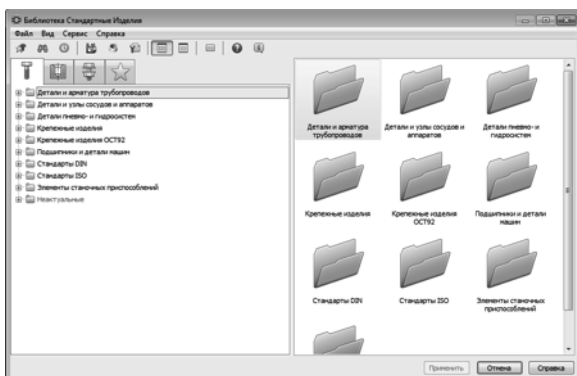 Библиотека Стандартные Изделия
Файл Вид Сервис Справка
Детали и арматура трубопроводов
Детали и узлы сосудов и аппаратов
Детали пневмо- и гидросистем
Крепежные изделия
Крепежные изделия ОСТ92
Подшипники и детали машин
Стандарты DIN
Стандарты ISO
Элементы станочных приспособлений
Неактуальные
Детали и арматура
трубопроводов
Детали и узлы сосудов и
аппаратов
Детали пневмо- и
гидросистем
Крепежные изделия
Крепежные изделия
ОСТ92
Подшипники и детали
машин
Стандарты DIN
Стандарты ISO
Элементы станочных
приспособлений
Применить Отмена Справка